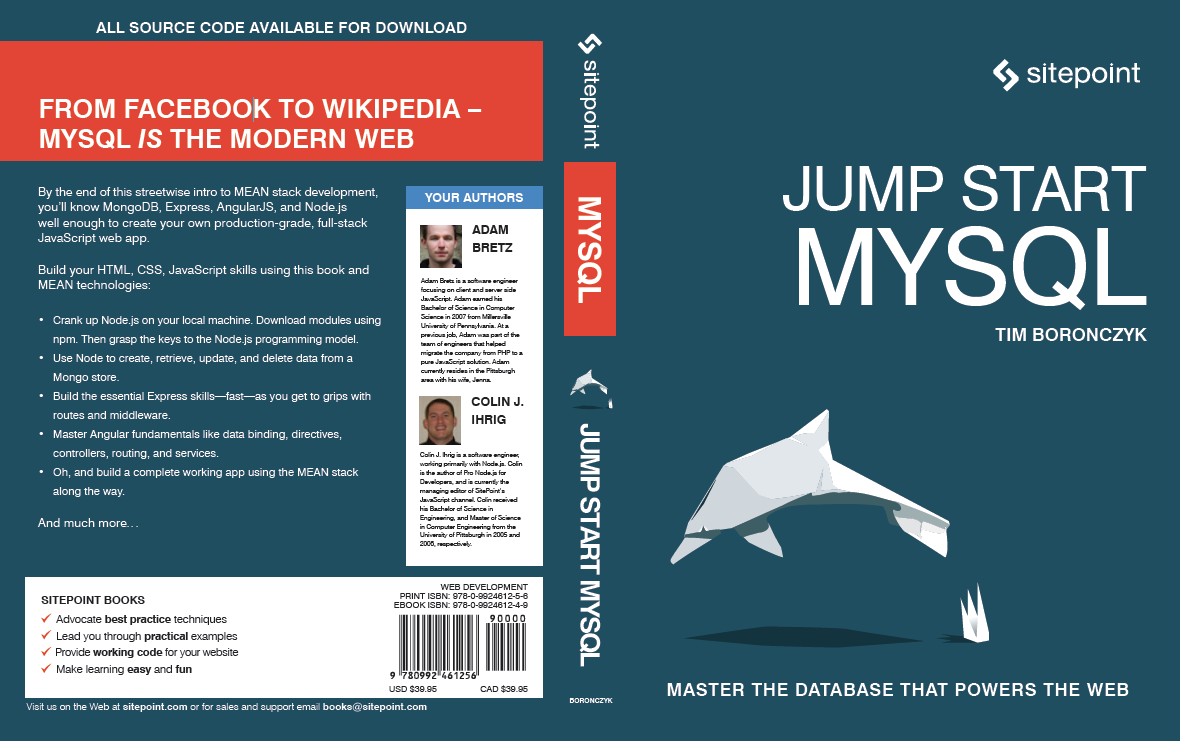 ALL SOURCE CODE AVAILABLE FOR DOWNLOAD
FROM FACEBOOK TO WIKIPEDIA –
MYSQL IS THE MODERN WEB
By the end of this streetwise intro to MEAN stack development,
you'll know MongoDB, Express, AngularJS, and Node.js
well enough to create your own production-grade, full-stack
JavaScript web app.
Build your HTML, CSS, JavaScript skills using this book and
MEAN technologies:
• Crank up Node.js on your local machine. Download modules using
npm. Then grasp the keys to the Node.js programming model.
• Use Node to create, retrieve, update, and delete data from a
Mongo store.
• Build the essential Express skills—fast—as you get to grips with
routes and middleware.
• Master Angular fundamentals like data binding, directives,
controllers, routing, and services.
• Oh, and build a complete working app using the MEAN stack
along the way.
And much more…
YOUR AUTHORS
ADAM
BRETZ
Adam Bretz is a software engineer
focusing on client and server side
JavaScript. Adam earned his
Bachelor of Science in Computer
Science in 2007 from Millersville
University of Pennsylvania. At a
previous job, Adam was part of the
team of engineers that helped
migrate the company from PHP to a
pure JavaScript solution. Adam
currently resides in the Pittsburgh
area with his wife, Jenna.
COLIN J.
IHRIG
Colin J. Ihrig is a software engineer,
working primarily with Node.js. Colin
is the author of Pro Node.js for
Developers, and is currently the
managing editor of SitePoint's
JavaScript channel. Colin received
his Bachelor of Science in
Engineering, and Master of Science
in Computer Engineering from the
University of Pittsburgh in 2005 and
2008, respectively.
SITEPOINT BOOKS
Advocate best practice techniques
Lead you through practical examples
Provide working code for your website
Make learning easy and fun
WEB DEVELOPMENT
PRINT ISBN: 978-0-9924612-5-6
EBOOK ISBN: 978-0-9924612-4-9
90000
9 780992 461256
USD $39.95 CAD $39.95
Visit us on the Web at sitepoint.com or for sales and support email books@sitepoint.com
sitepoint
MYSQL
JUMP START MYSQL
BORONCZYK
sitepoint
JUMP START
MYSQL
TIM BORONCZYK
MASTER THE DATABASE THAT POWERS THE WEB